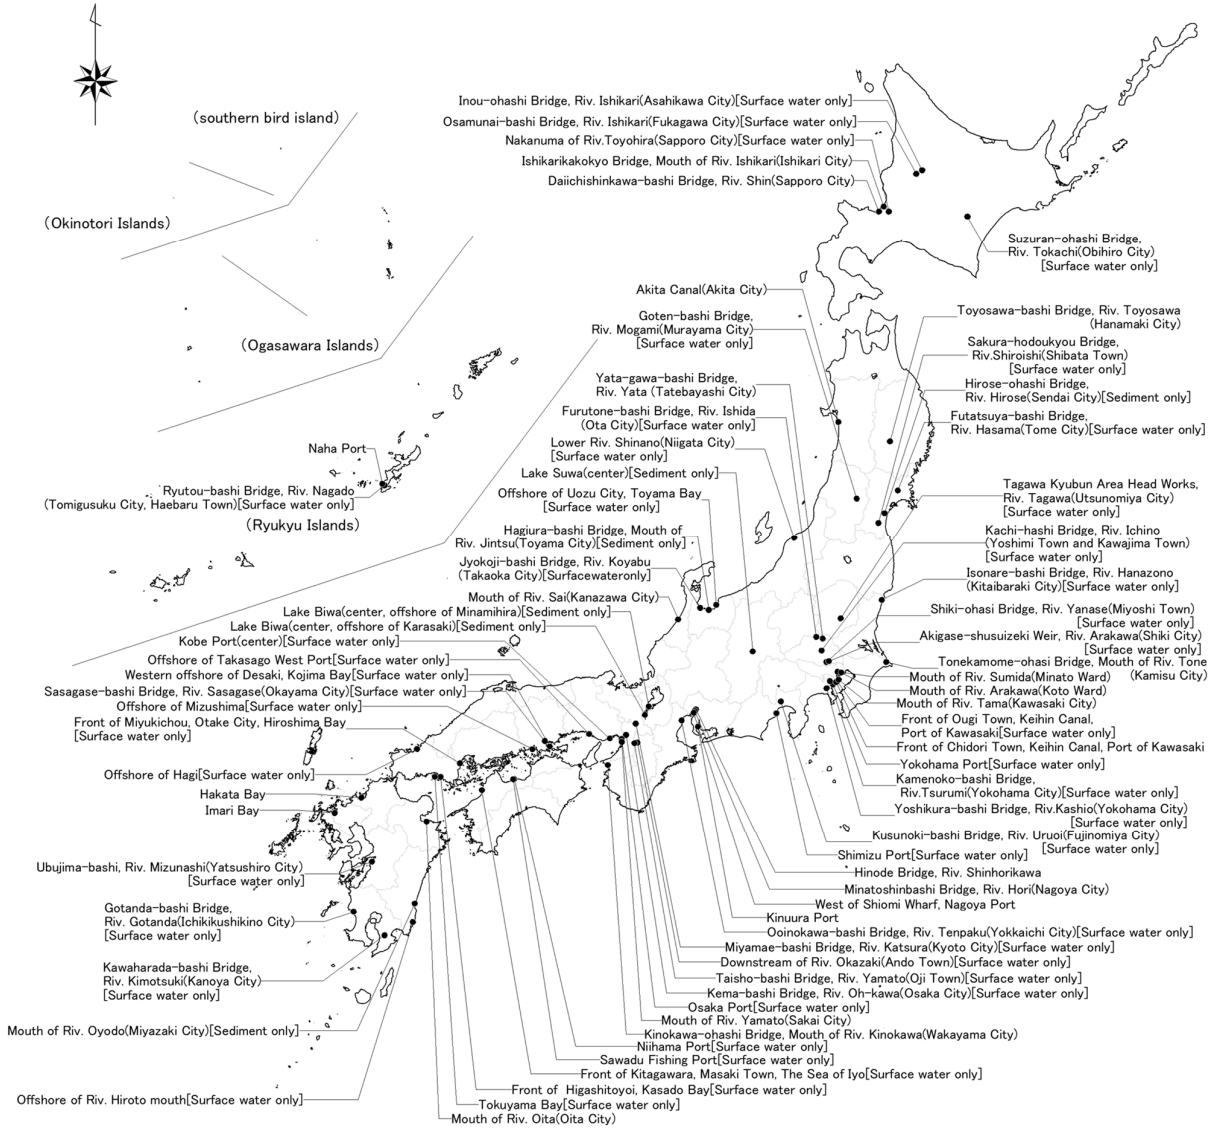 Inou-ohashi Bridge, Riv. Ishikari(Asahikawa City)[Surface water only]
(southern bird island)
Osamunai-bashi Bridge, Riv. Ishikari(Fukagawa City)[Surface water only]
Nakanuma of Riv.Toyohira(Sapporo City)[Surface water only]
Ishikarikakokyo Bridge, Mouth of Riv. Ishikari(Ishikari City)
Daiichishinkawa-bashi Bridge, Riv. Shin(Sapporo City)
(Okinotori Islands)
Suzuran-ohashi Bridge,
Riv. Tokachi(Obihiro City)
[Surface water only]
Akita Canal(Akita City)
Goten-bashi Bridge,
Riv. Mogami(Murayama City)
[Surface water only]
Toyosawa-bashi Bridge, Riv. Toyosawa
(Hanamaki City)
(Ogasawara Islands)
Sakura-hodoukyou Bridge,
Riv.Shiroishi(Shibata Town)
[Surface water only]
Yata-gawa-bashi Bridge,
Riv. Yata (Tatebayashi City)
Hirose-ohashi Bridge,
Riv. Hirose(Sendai City)[Sediment only]
Furutone-bashi Bridge, Riv. Ishida
(Ota City)[Surface water only]
Futatsuya-bashi Bridge,
Riv. Hasama(Tome City)[Surface water only]
Lower Riv. Shinano(Niigata City)
[Surface water only]
Naha Port
Lake Suwa(center)[Sediment only]
Ryutou-bashi Bridge, Riv. Nagado
(Tomigusuku City, Haebaru Town)[Surface water only]
(Ryukyu Islands)
Offshore of Uozu City, Toyama Bay
[Surface water only]
Tagawa Kyubun Area Head Works,
Riv. Tagawa(Utsunomiya City)
[Surface water only]
Hagiura-bashi Bridge, Mouth of
Riv. Jintsu(Toyama City)[Sediment only]
Kachi-hashi Bridge, Riv. Ichino
(Yoshimi Town and Kawajima Town)
[Surface water only]
Jyokoji-bashi Bridge, Riv. Koyabu
(Takaoka City)[Surfacewateronly]
Isonare-bashi Bridge, Riv. Hanazono
(Kitaibaraki City)[Surface water only]
Mouth of Riv. Sai(Kanazawa City)
Lake Biwa(center, offshore of Minamihira)[Sediment only]
Shiki-ohasi Bridge, Riv. Yanase(Miyoshi Town)
[Surface water only]
Lake Biwa(center, offshore of Karasaki)[Sediment only]
Kobe Port(center)[Surface water only]
Akigase-shusuizeki Weir, Riv. Arakawa(Shiki City)
[Surface water only]
Offshore of Takasago West Port[Surface water only]
Tonekamome-ohasi Bridge, Mouth of Riv. Tone
(Kamisu City)
Western offshore of Desaki, Kojima Bay[Surface water only]
Mouth of Riv. Sumida(Minato Ward)
Sasagase-bashi Bridge, Riv. Sasagase(Okayama City)[Surface water only]
Mouth of Riv. Arakawa(Koto Ward)
Offshore of Mizushima[Surface water only]
Mouth of Riv. Tama(Kawasaki City)
Front of Miyukichou, Otake City, Hiroshima Bay
[Surface water only]
Front of Ougi Town, Keihin Canal,
Port of Kawasaki[Surface water only]
Front of Chidori Town, Keihin Canal, Port of Kawasaki
Yokohama Port[Surface water only]
Offshore of Hagi[Surface water only]
Kamenoko-bashi Bridge,
Riv.Tsurumi(Yokohama City)[Surface water only]
Hakata Bay
Imari Bay
Yoshikura-bashi Bridge, Riv.Kashio(Yokohama City)
[Surface water only]
Kusunoki-bashi Bridge, Riv. Uruoi(Fujinomiya City)
[Surface water only]
Shimizu Port[Surface water only]
Ubujima-bashi, Riv. Mizunashi(Yatsushiro City)
[Surface water only]
Hinode Bridge, Riv. Shinhorikawa
Minatoshinbashi Bridge, Riv. Hori(Nagoya City)
West of Shiomi Wharf, Nagoya Port
Gotanda-bashi Bridge,
Riv. Gotanda(Ichikikushikino City)
[Surface water only]
Kinuura Port
Ooinokawa-bashi Bridge, Riv. Tenpaku(Yokkaichi City)[Surface water only]
Miyamae-bashi Bridge, Riv. Katsura(Kyoto City)[Surface water only]
Downstream of Riv. Okazaki(Ando Town)[Surface water only]
Kawaharada-bashi Bridge,
Riv. Kimotsuki(Kanoya City)
[Surface water only]
Taisho-bashi Bridge, Riv. Yamato(Oji Town)[Surface water only]
Kema-bashi Bridge, Riv. Oh-kawa(Osaka City)[Surface water only]
Osaka Port[Surface water only]
Mouth of Riv. Yamato(Sakai City)
Mouth of Riv. Oyodo(Miyazaki City)[Sediment only]
Kinokawa-ohashi Bridge, Mouth of Riv. Kinokawa(Wakayama City)
Niihama Port[Surface water only]
Sawadu Fishing Port[Surface water only]
Front of Kitagawara, Masaki Town, The Sea of Iyo[Surface water only]
Front of Higashitoyoi, Kasado Bay[Surface water only]
Offshore of Riv. Hiroto mouth[Surface water only]
Tokuyama Bay[Surface water only]
Mouth of Riv. Oita(Oita City)